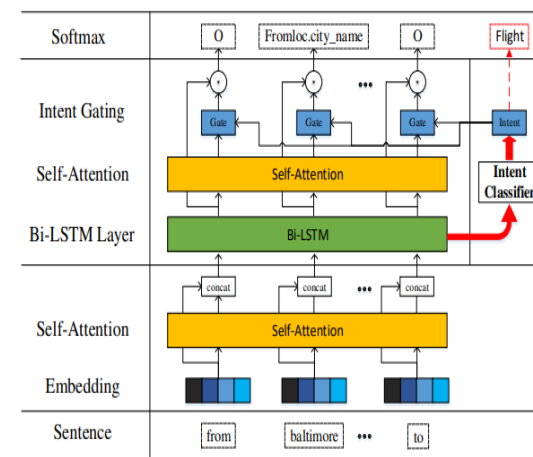 Softmax
O
Fromloc.city_name
O
Flight
Intent Gating
Gate
Gate
Gate
Intent
Self-Attention
Self-Attention
Intent
Classifier
Bi-LSTM Layer
Bi-LSTM
concat
concat
concat
Self-Attention
Self-Attention
Embedding
Sentence
from
baltimore
to